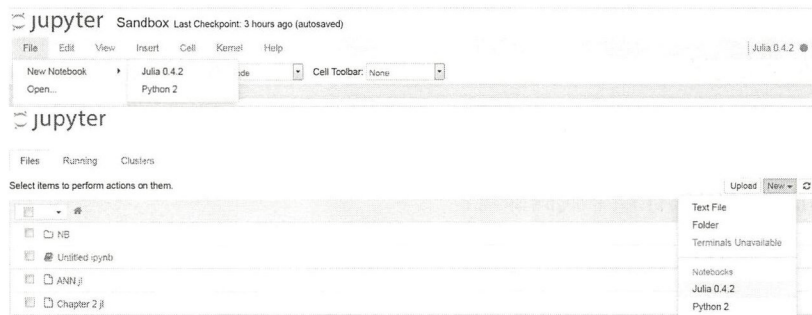 jupyter Sandbox Last Checkpoint: 3 hours ago (autosaved)
File Edit View Insert Cell Kernel Help Julia 0.4.2
New Notebook Julia 0.4.2 ode Cell Toolbar: None
Open... Python 2
jupyter
Files Running Clusters
Select items to perform actions on them. Upload New
Text File
NB Folder
Untitled.ipynb Terminals Unavailable
ANN.jl Notebooks
Julia 0.4.2
Chapter 2.jl Python 2